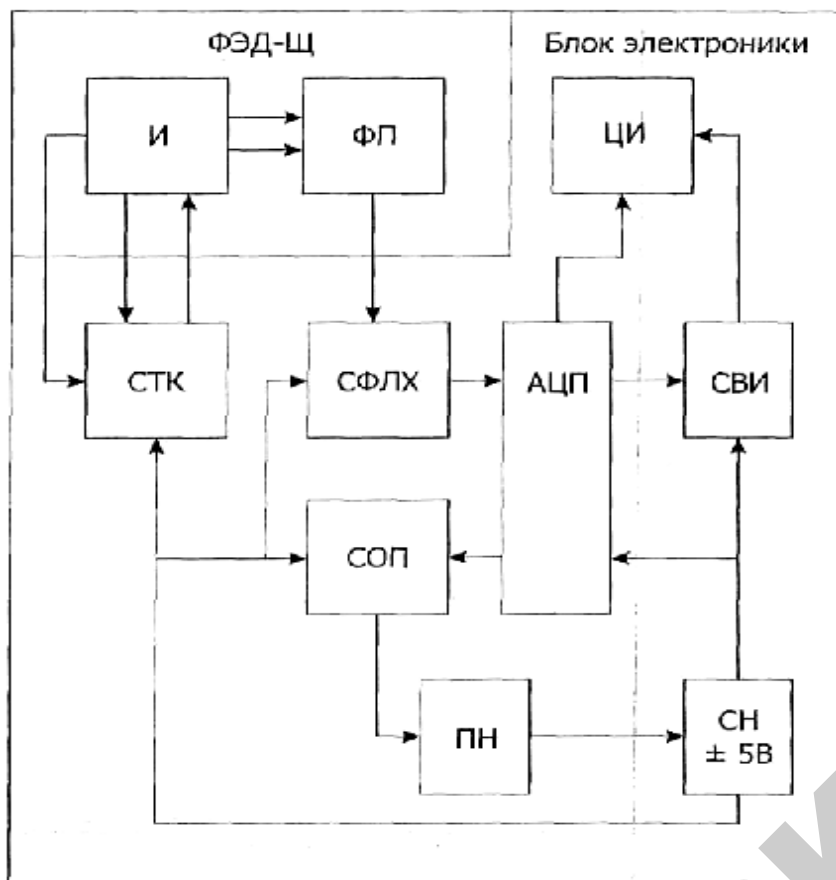 ФЭД-Щ
Блок электроники
И
ФП
ЦИ
СТК
СФЛХ
АЦП
СВИ
СОП
ПН
СН
± 5В